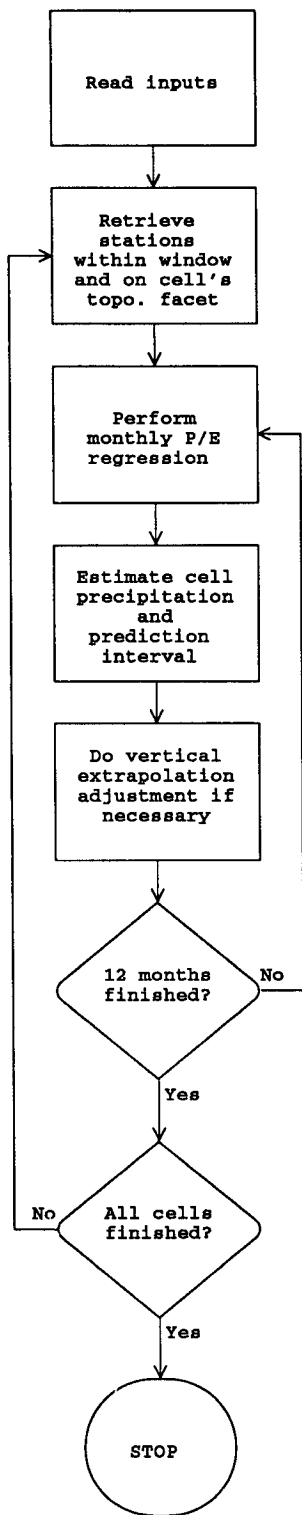 Read inputs
Retrieve
stations
within window
and on cell's
topo. facet
Perform
monthly P/E
regression
Estimate cell
precipitation
and
prediction
interval
Do vertical
extrapolation
adjustment if
necessary
12 months
finished?
No
Yes
No
All cells
finished?
Yes
STOP